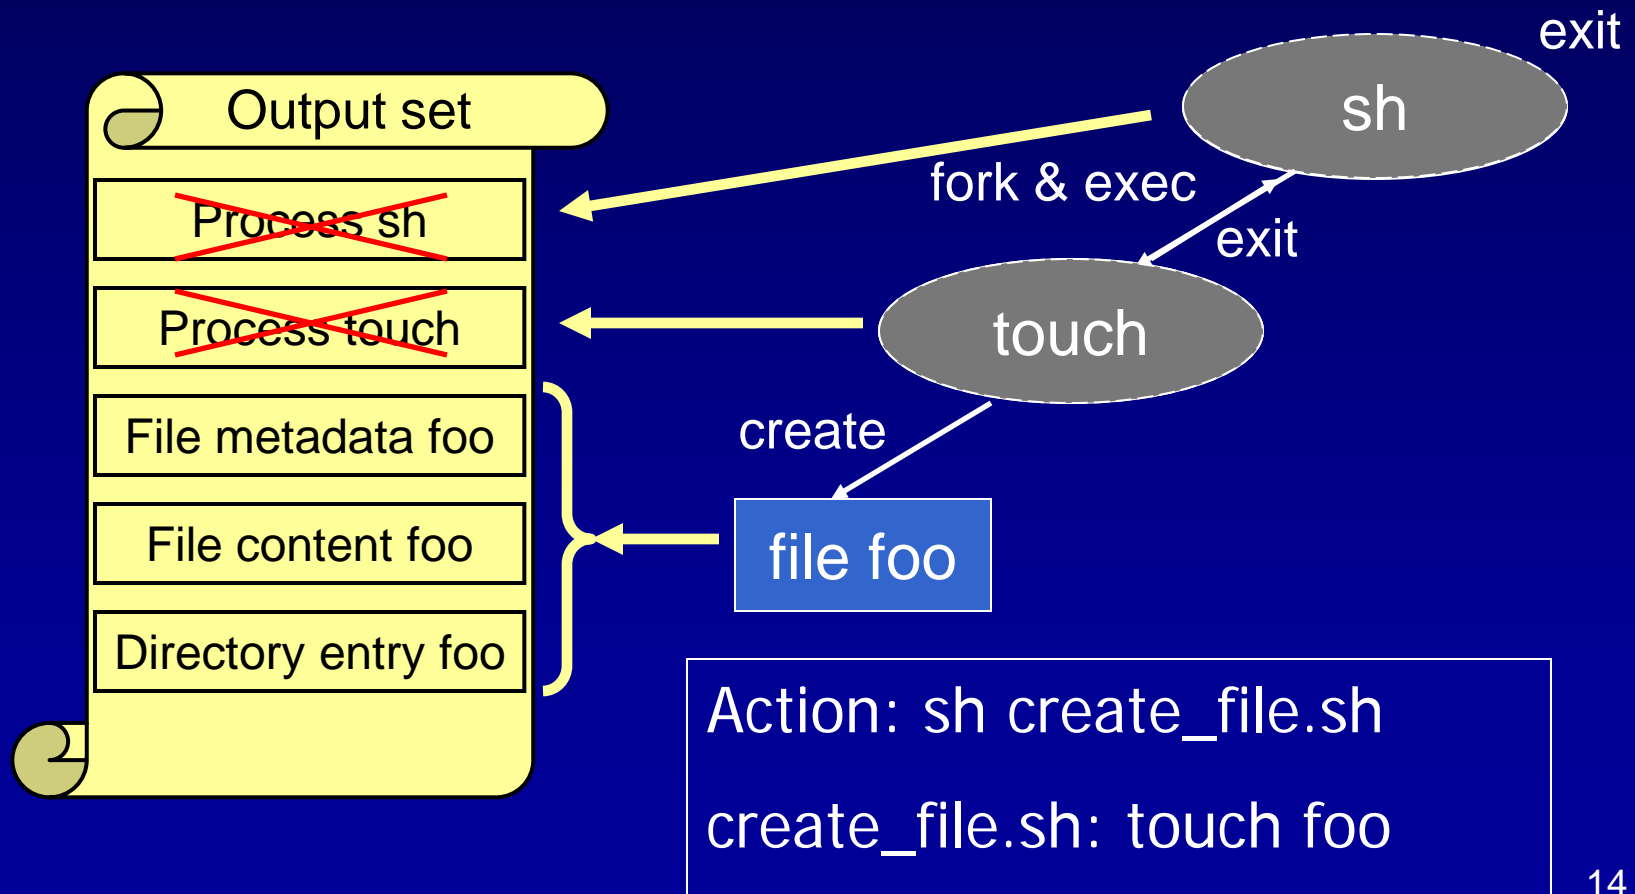 exit
Output set
sh
fork & exec
Process sh
exit
Process touch
touch
File metadata foo
create
File content foo
file foo
Directory entry foo
Action: sh create_file.sh
create_file.sh: touch foo
14